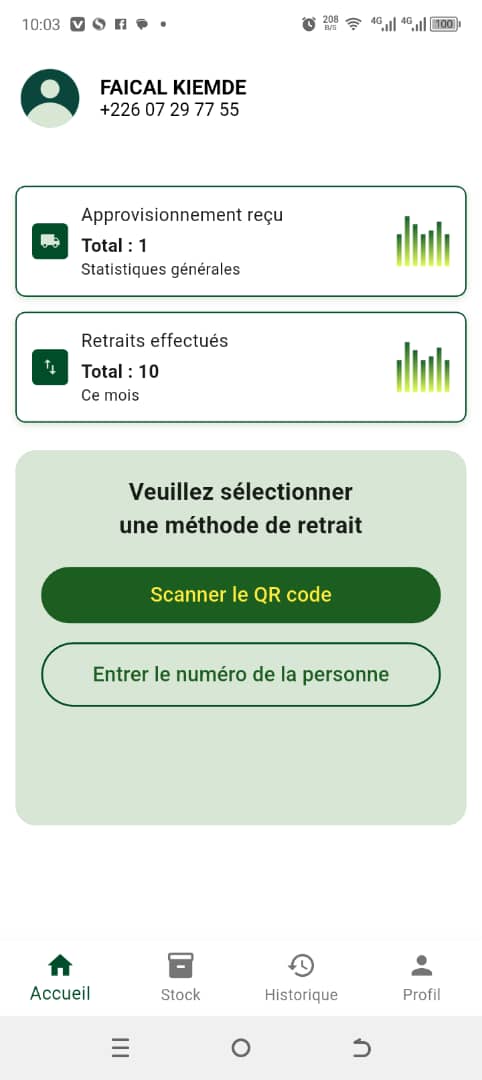 10:03
208
B/S
4G
4G
100
FAICAL KIEMDE
+226 07 29 77 55
Approvisionnement reçu
Total : 1
Statistiques générales
Retraits effectués
Total : 10
Ce mois
Veuillez sélectionner
une méthode de retrait
Scanner le QR code
Entrer le numéro de la personne
Accueil
Stock
Historique
Profil